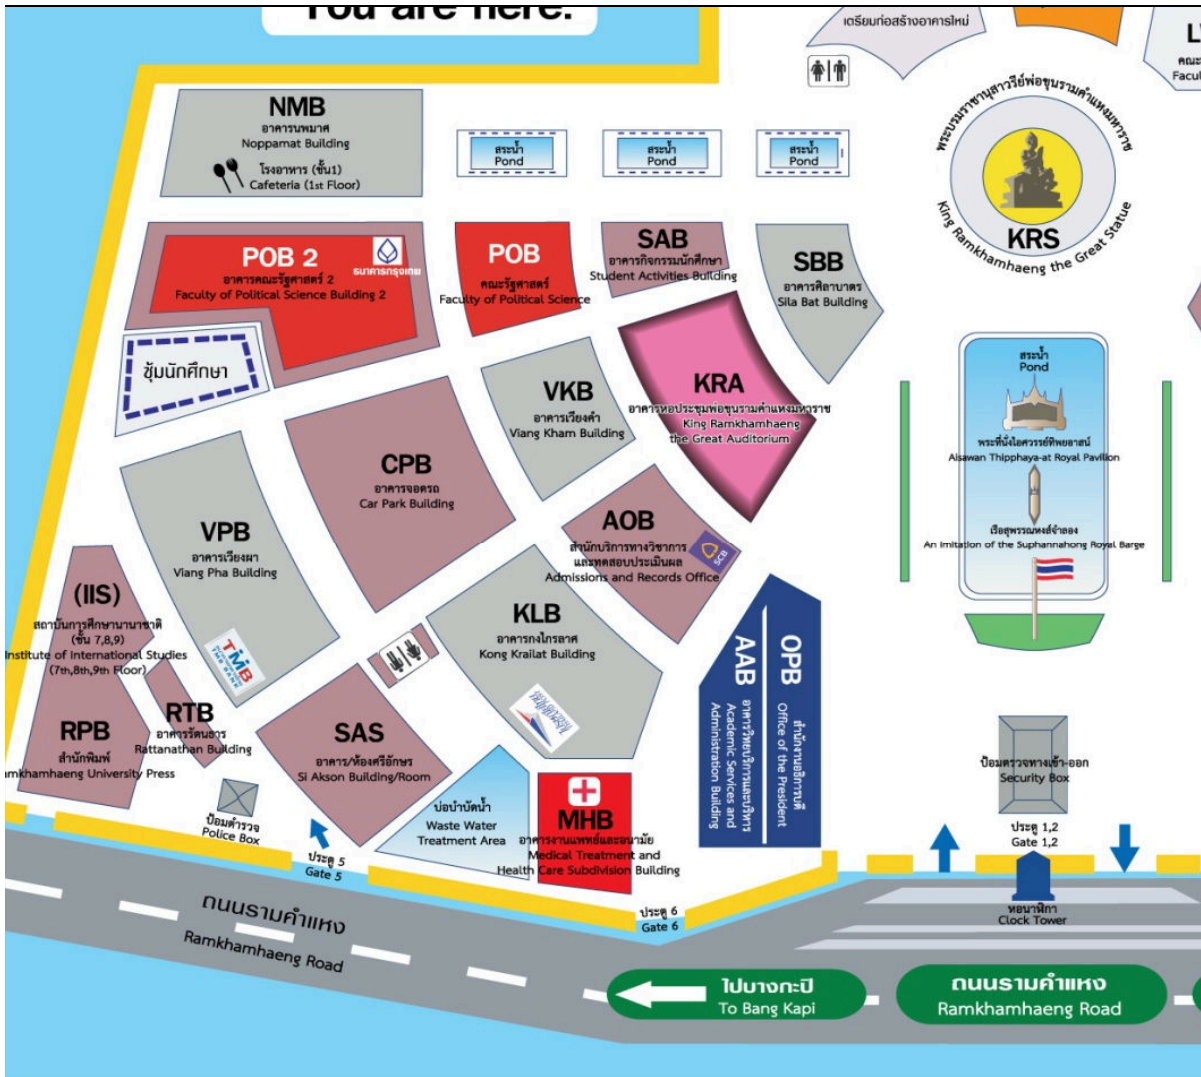 You are here.
เตรียมก่อสร้างอาคารใหม่
คณะ
Facul
NMB
อาคารนพมาศ
Noppamat Building
โรงอาหาร (ชั้น1)
Cafeteria (1st Floor)
สระน้ำ
Pond
สระน้ำ
Pond
สระน้ำ
Pond
พระบรมราชานุสาวรีย์พ่อขุนรามคำแหงมหาราช
KRS
King Ramkhamhaeng the Great Statue
POB 2
ธนาคารกรุงเทพ
อาคารคณะรัฐศาสตร์ 2
Faculty of Political Science Building 2
POB
คณะรัฐศาสตร์
Faculty of Political Science
SAB
อาคารกิจกรรมนักศึกษา
Student Activities Building
SBB
อาคารศิลาบาตร
Sila Bat Building
ซุ้มนักศึกษา
VKB
อาคารเวียงคำ
Viang Kham Building
KRA
อาคารหอประชุมพ่อขุนรามคำแหงมหาราช
King Ramkhamhaeng
the Great Auditorium
สระน้ำ
Pond
พระที่นั่งไอศวรรย์ทิพยอาสน์
Aisawan Thipphaya-at Royal Pavilion
เรือสุพรรณหงส์จำลอง
An Imitation of the Suphannahong Royal Barge
CPB
อาคารจอดรถ
Car Park Building
VPB
อาคารเวียงผา
Viang Pha Building
TMB
TMB BANK
AOB
สำนักบริการทางวิชาการ
และทดสอบประเมินผล
Admissions and Records Office
SCB
(IIS)
สถาบันการศึกษานานาชาติ
(ชั้น 7,8,9)
Institute of International Studies
(7th,8th,9th Floor)
KLB
อาคารกงไกรลาศ
Kong Krailat Building
ไปรษณีย์ไทย
OPB
สำนักงานอธิการบดี
Office of the President
AAB
อาคารวิทยบริการและบริหาร
Academic Services and
Administration Building
RPB
สำนักพิมพ์
amkhamhaeng University Press
RTB
อาคารรัตนธาร
Rattanathan Building
SAS
อาคาร/ห้องศรีอักษร
Si Akson Building/Room
ป้อมตำรวจ
Police Box
บ่อบำบัดน้ำ
Waste Water
Treatment Area
MHB
อาคารงานแพทย์และอนามัย
Medical Treatment and
Health Care Subdivision Building
ป้อมตรวจทางเข้า-ออก
Security Box
ประตู 1,2
Gate 1,2
ประตู 5
Gate 5
ประตู 6
Gate 6
หอนาฬิกา
Clock Tower
ถนนรามคำแหง
Ramkhamhaeng Road
ไปบางกะปิ
To Bang Kapi
ถนนรามคำแหง
Ramkhamhaeng Road